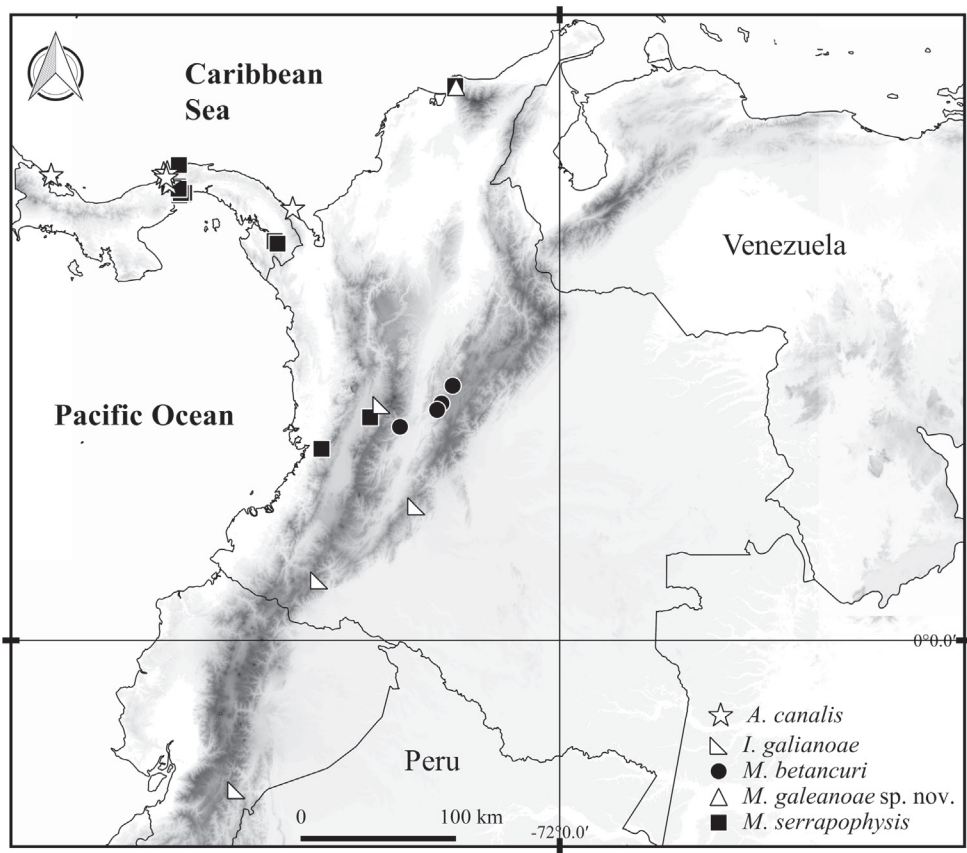 Caribbean
Sea
Venezuela
Pacific Ocean
0°0.0′
Peru
A. canalis
I. galianoae
M. betancuri
M. galeanoae sp. nov.
M. serrapophysis
0 100 km
-72°0.0′